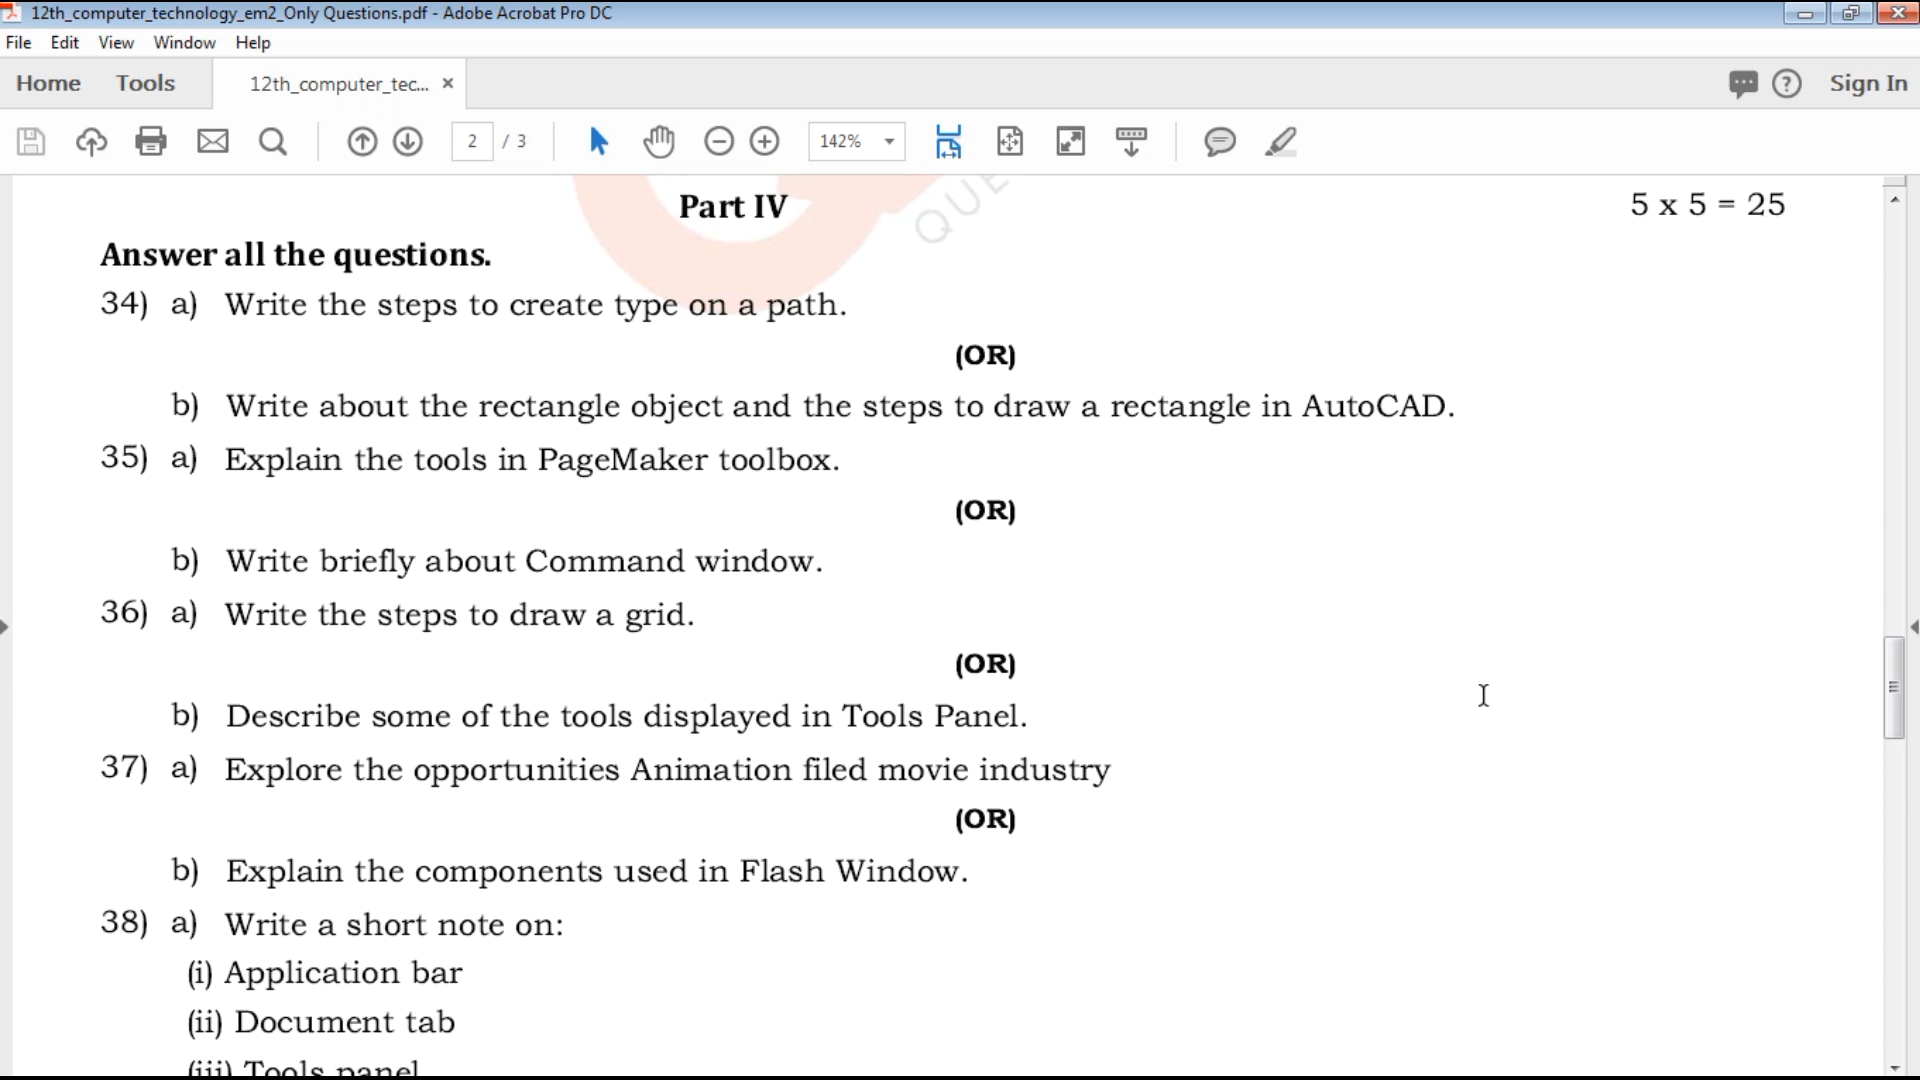 12th_computer_technology_em2_Only Questions.pdf - Adobe Acrobat Pro DC
File Edit View Window Help
Home Tools 12th_computer_tec... × Sign In
2 / 3 142%
QUE
Part IV 5 x 5 = 25
Answer all the questions.
34) a) Write the steps to create type on a path.
(OR)
b) Write about the rectangle object and the steps to draw a rectangle in AutoCAD.
35) a) Explain the tools in PageMaker toolbox.
(OR)
b) Write briefly about Command window.
36) a) Write the steps to draw a grid.
(OR)
b) Describe some of the tools displayed in Tools Panel.
37) a) Explore the opportunities Animation filed movie industry
(OR)
b) Explain the components used in Flash Window.
38) a) Write a short note on:
(i) Application bar
(ii) Document tab
(iii) Tools panel